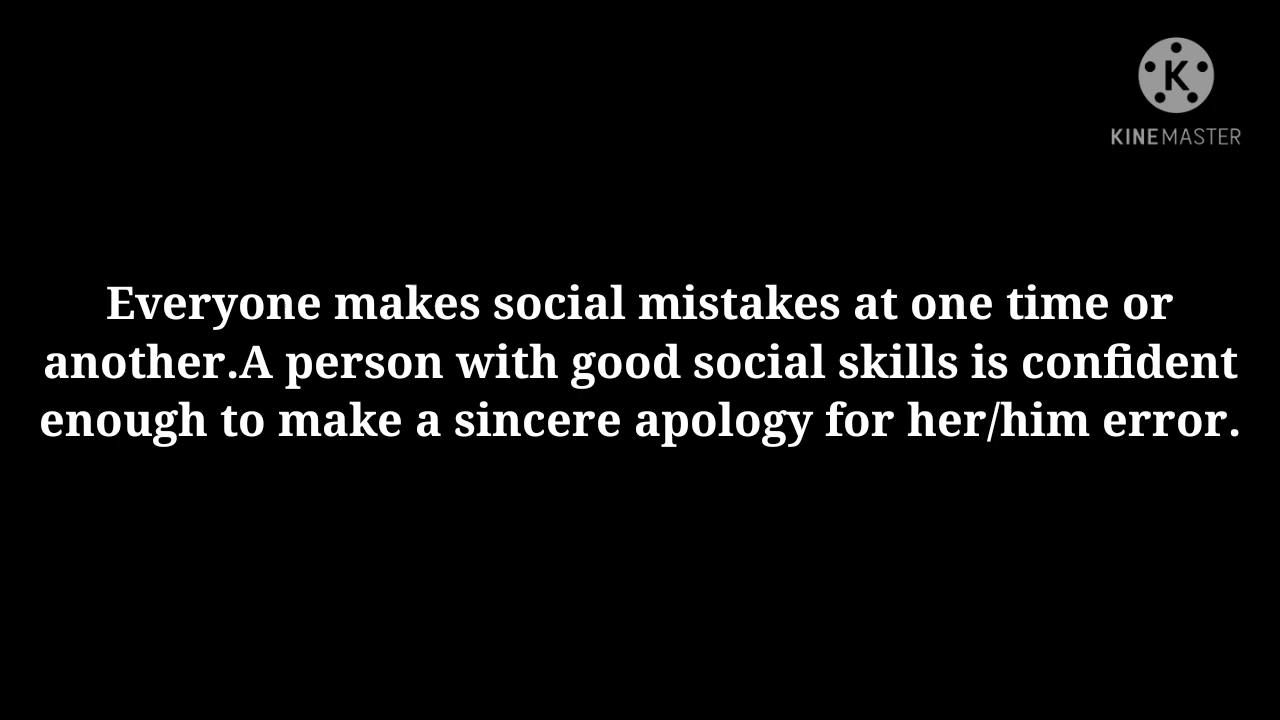 K
KINEMASTER
Everyone makes social mistakes at one time or
another.A person with good social skills is confident
enough to make a sincere apology for her/him error.